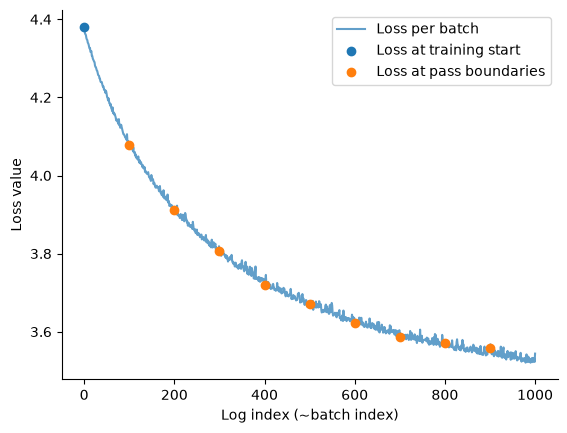 4.4
4.2
4.0
3.8
3.6
Loss value
0
200
400
600
800
1000
Log index (~batch index)
Loss per batch
Loss at training start
Loss at pass boundaries